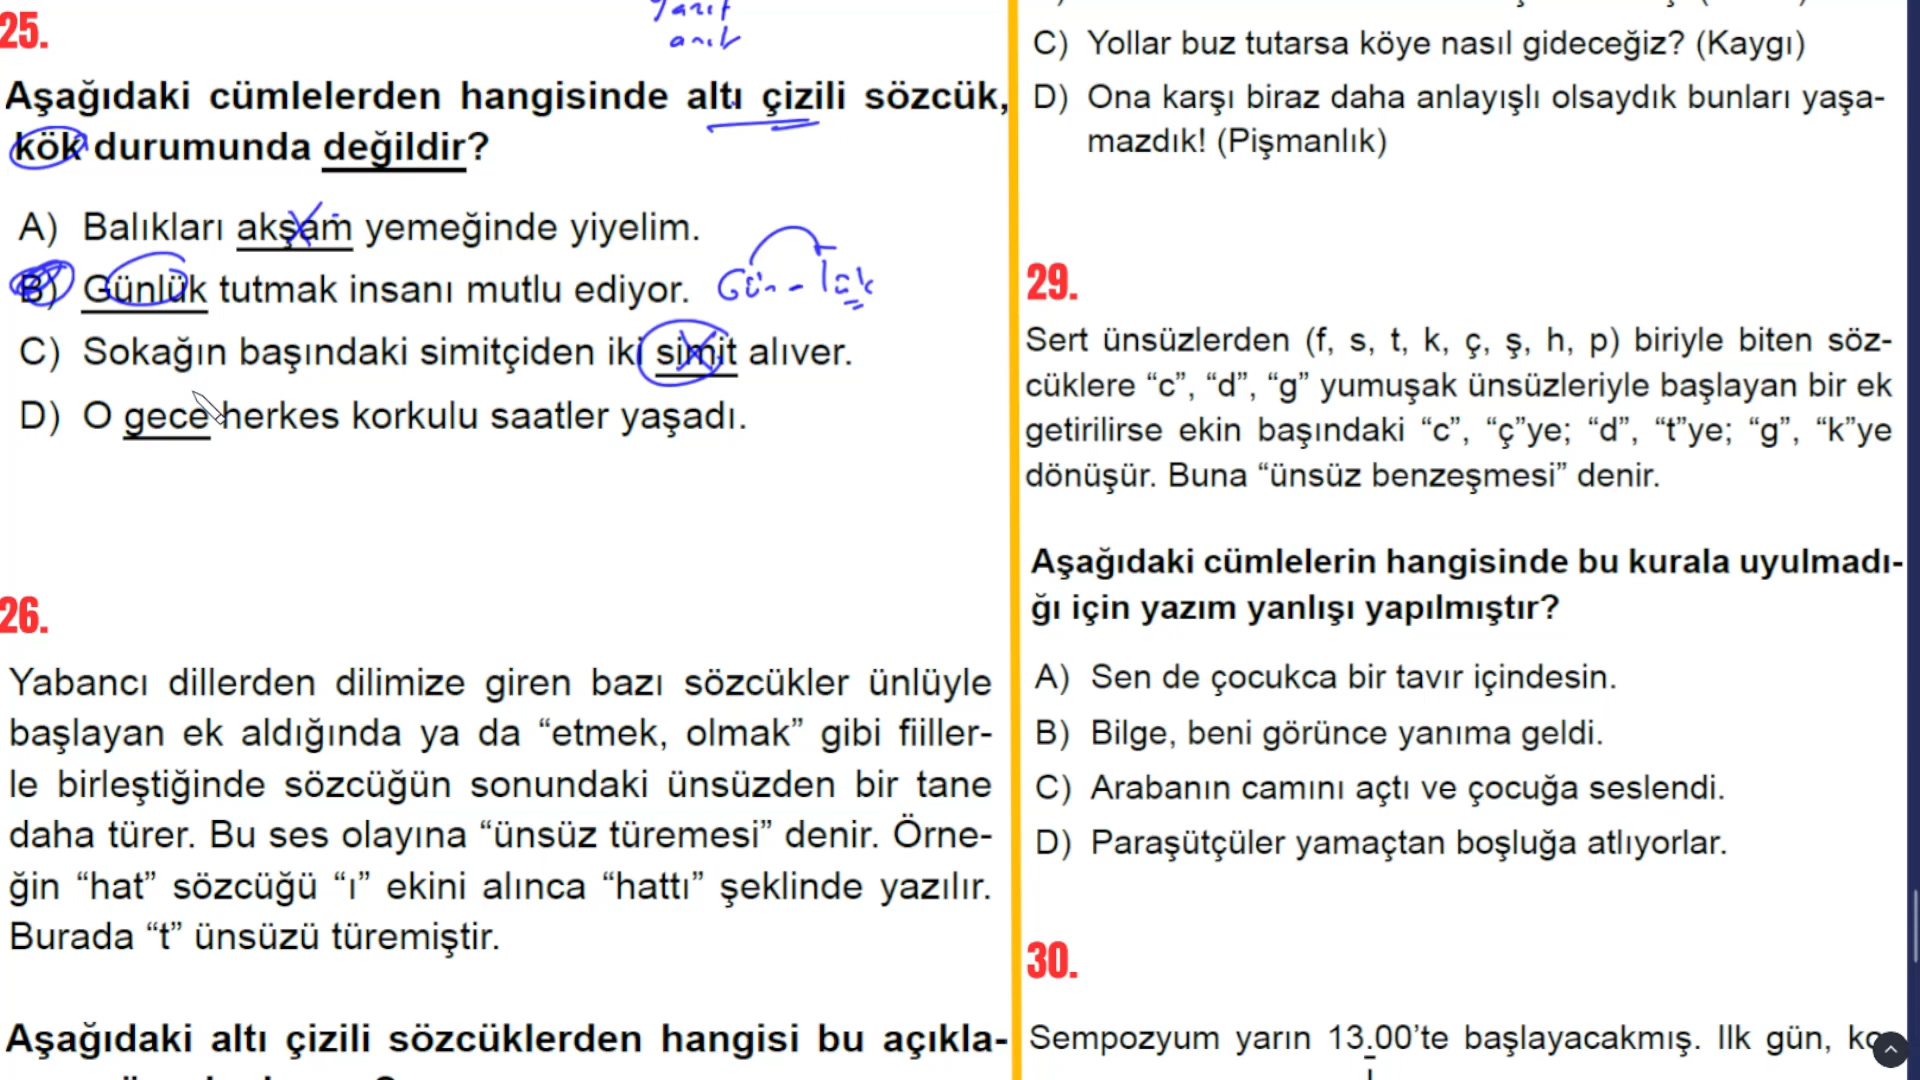 Yanıt
anıt
25.
Aşağıdaki cümlelerden hangisinde altı çizili sözcük,
kök durumunda değildir?
A) Balıkları akşam yemeğinde yiyelim.
B) Günlük tutmak insanı mutlu ediyor.
Gün - lük
C) Sokağın başındaki simitçiden iki simit alıver.
D) O gece herkes korkulu saatler yaşadı.
26.
Yabancı dillerden dilimize giren bazı sözcükler ünlüyle
başlayan ek aldığında ya da “etmek, olmak” gibi fiiller-
le birleştiğinde sözcüğün sonundaki ünsüzden bir tane
daha türer. Bu ses olayına “ünsüz türemesi” denir. Örne-
ğin “hat” sözcüğü “ı” ekini alınca “hattı” şeklinde yazılır.
Burada “t” ünsüzü türemiştir.
Aşağıdaki altı çizili sözcüklerden hangisi bu açıkla-
C) Yollar buz tutarsa köye nasıl gideceğiz? (Kaygı)
D) Ona karşı biraz daha anlayışlı olsaydık bunları yaşa-
mazdık! (Pişmanlık)
29.
Sert ünsüzlerden (f, s, t, k, ç, ş, h, p) biriyle biten söz-
cüklere “c”, “d”, “g” yumuşak ünsüzleriyle başlayan bir ek
getirilirse ekin başındaki “c”, “ç”ye; “d”, “t”ye; “g”, “k”ye
dönüşür. Buna “ünsüz benzeşmesi” denir.
Aşağıdaki cümlelerin hangisinde bu kurala uyulmadı-
ğı için yazım yanlışı yapılmıştır?
A) Sen de çocukca bir tavır içindesin.
B) Bilge, beni görünce yanıma geldi.
C) Arabanın camını açtı ve çocuğa seslendi.
D) Paraşütçüler yamaçtan boşluğa atlıyorlar.
30.
Sempozyum yarın 13.00’te başlayacakmış. Ilk gün,